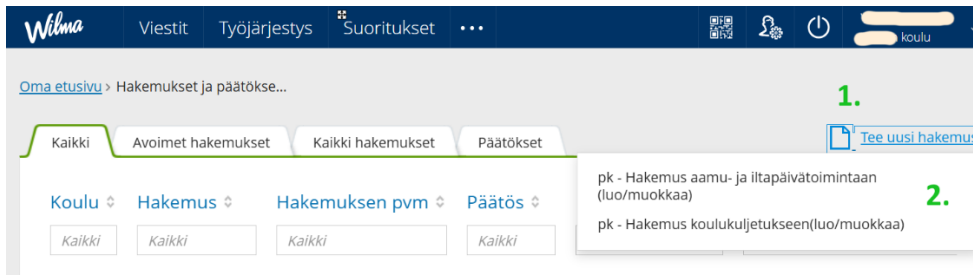 Wilma Viestit Työjärjestys Suoritukset ••• koulu
Oma etusivu > Hakemukset ja päätökse...
1.
Kaikki Avoimet hakemukset Kaikki hakemukset Päätökset Tee uusi hakemus
pk - Hakemus aamu- ja iltapäivätoimintaan
(luo/muokkaa)
2.
pk - Hakemus koulukuljetukseen(luo/muokkaa)
Koulu Hakemus Hakemuksen pvm Päätös
Kaikki Kaikki Kaikki Kaikki